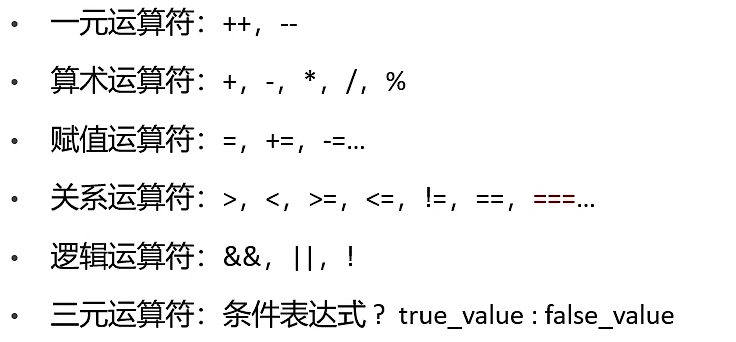 • 一元运算符：++，--
• 算术运算符：+，-，*，/，%
• 赋值运算符：=，+=，-=…
• 关系运算符：>，<，>=，<=，!=，==，===…
• 逻辑运算符：&&，||，!
• 三元运算符：条件表达式？true_value : false_value